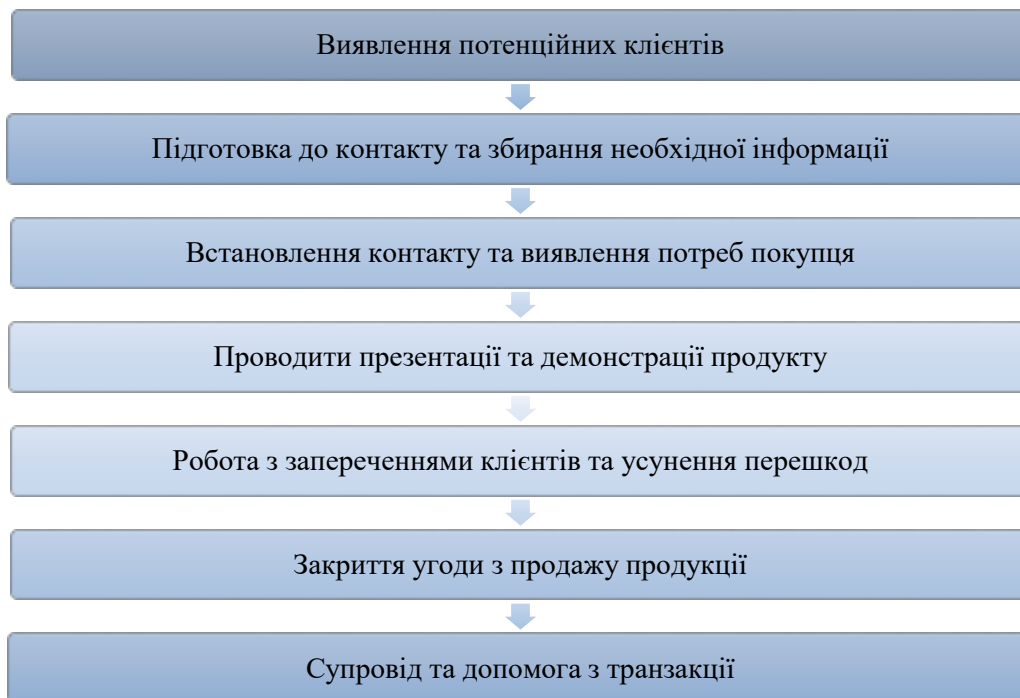 Виявлення потенційних клієнтів
Підготовка до контакту та збирання необхідної інформації
Встановлення контакту та виявлення потреб покупця
Проводити презентації та демонстрації продукту
Робота з запереченнями клієнтів та усунення перешкод
Закриття угоди з продажу продукції
Супровід та допомога з транзакції